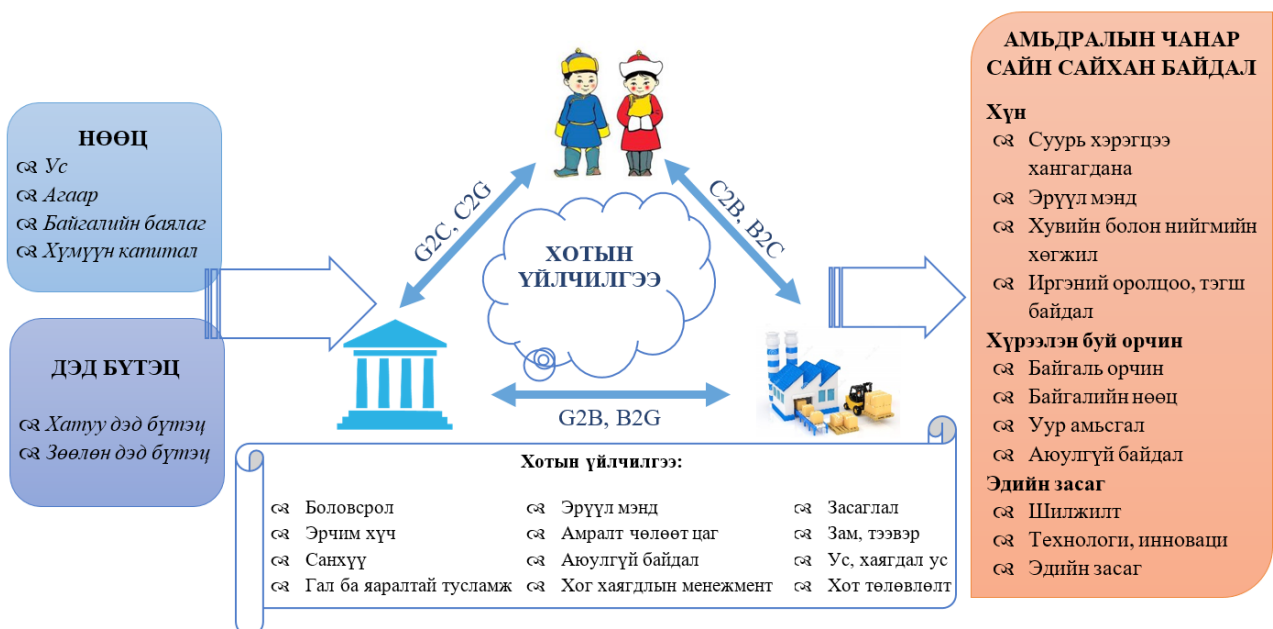 НӨӨЦ
Ус
Агаар
Байгалийн баялаг
Хүмүүн капитал
ДЭД БҮТЭЦ
Хатуу дэд бүтэц
Зөөлөн дэд бүтэц
G2C, C2G
C2B, B2C
ХОТЫН
ҮЙЛЧИЛГЭЭ
G2B, B2G
Хотын үйлчилгээ:
Боловсрол
Эрчим хүч
Санхүү
Гал ба яаралтай тусламж
Эрүүл мэнд
Амралт чөлөөт цаг
Аюулгүй байдал
Хог хаягдлын менежмент
Засаглал
Зам, тээвэр
Ус, хаягдал ус
Хот төлөвлөлт
АМЬДРАЛЫН ЧАНАР
САЙН САЙХАН БАЙДАЛ
Хүн
Суурь хэрэгцээ
хангагдана
Эрүүл мэнд
Хувийн болон нийгмийн
хөгжил
Иргэний оролцоо, тэгш
байдал
Хүрээлэн буй орчин
Байгаль орчин
Байгалийн нөөц
Уур амьсгал
Аюулгүй байдал
Эдийн засаг
Шилжилт
Технологи, инноваци
Эдийн засаг